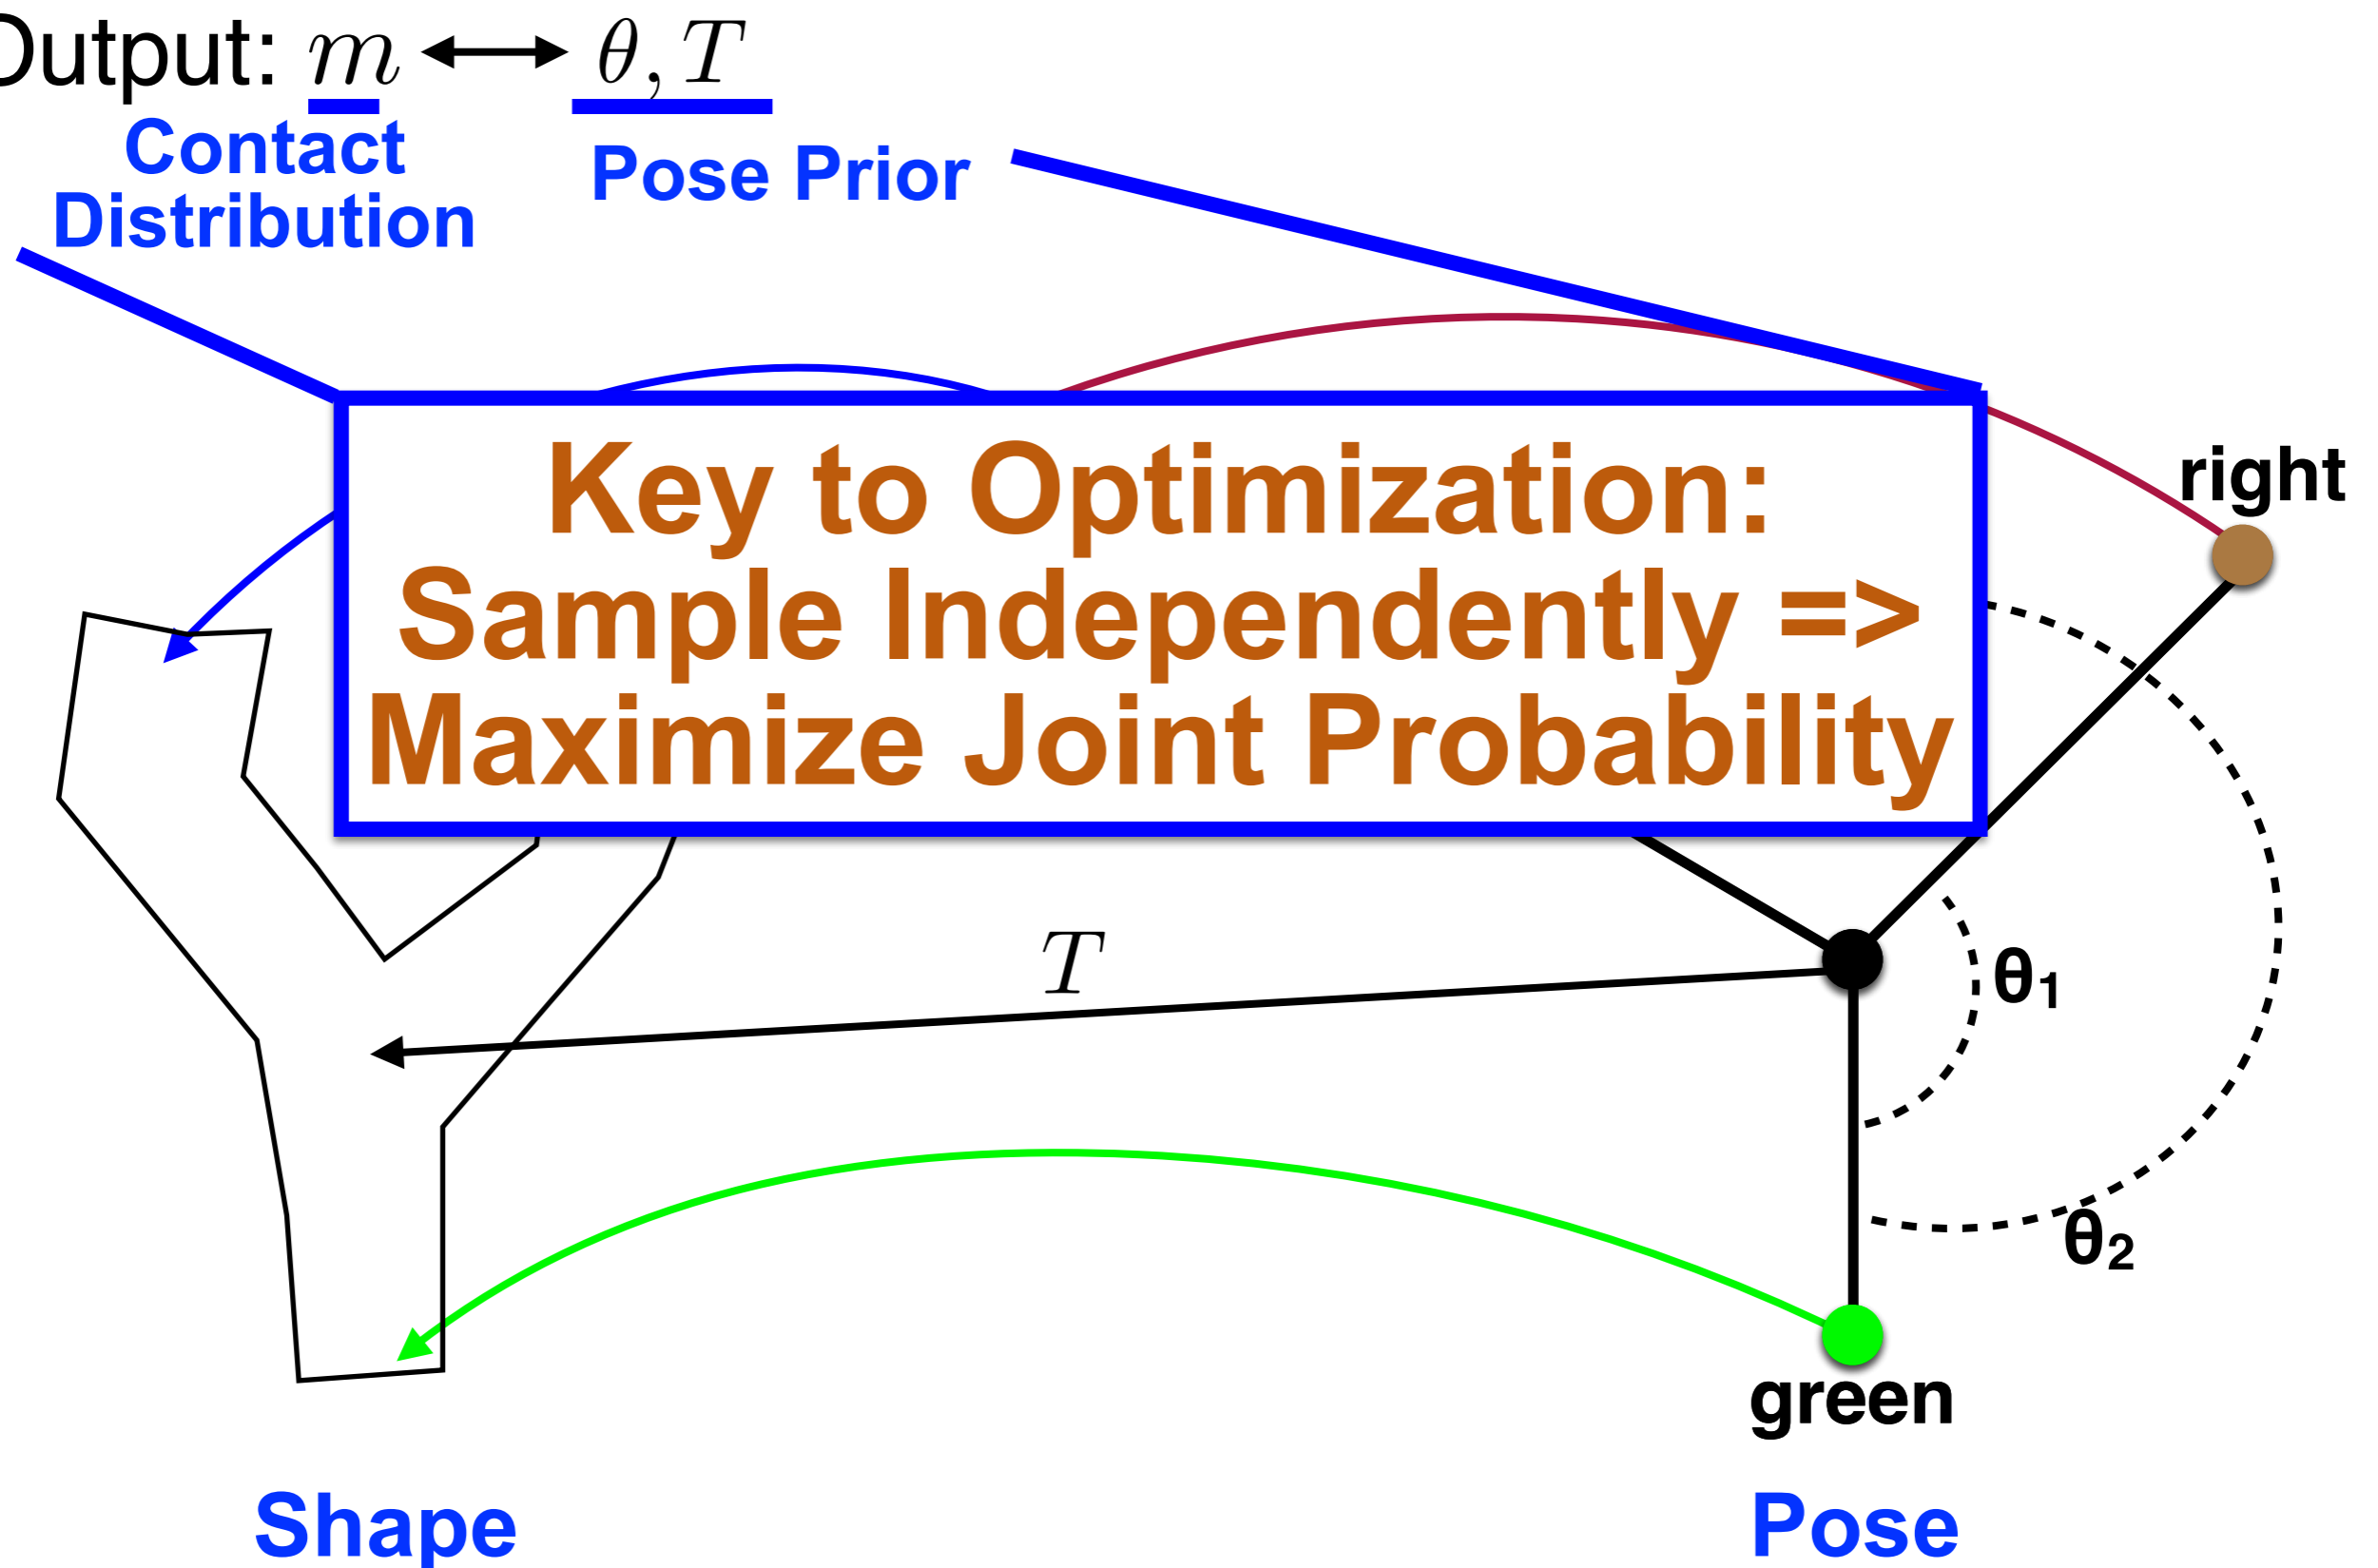 Output: m ↔ θ, T
Contact
Distribution
Pose Prior
Key to Optimization:
Sample Independently =>
Maximize Joint Probability
right
T
θ1
θ2
green
Shape
Pose